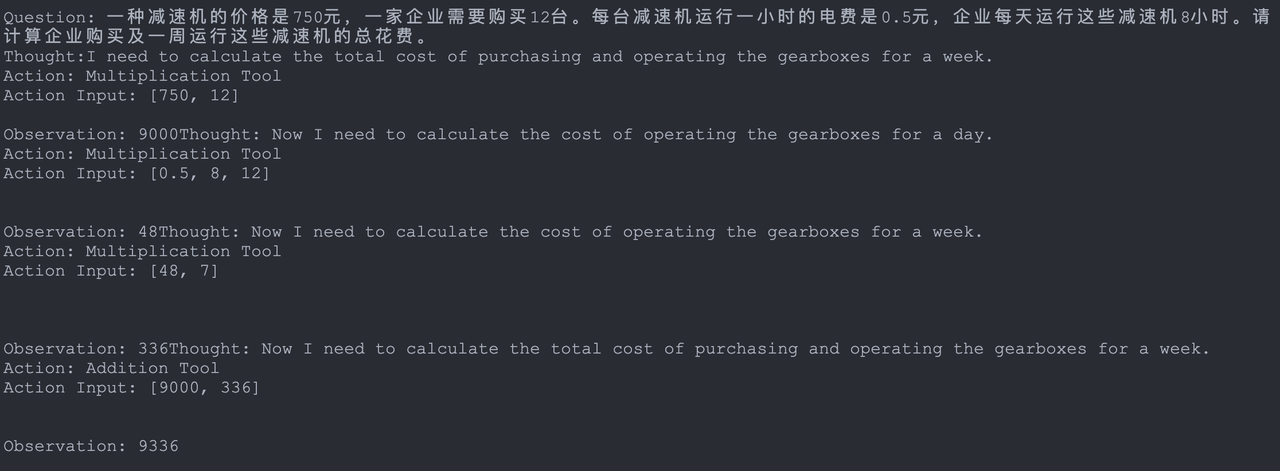 Question: 一种减速机的价格是750元，一家企业需要购买12台。每台减速机运行一小时的电费是0.5元，企业每天运行这些减速机8小时。请
计算企业购买及一周运行这些减速机的总花费。
Thought:I need to calculate the total cost of purchasing and operating the gearboxes for a week.
Action: Multiplication Tool
Action Input: [750, 12]
Observation: 9000Thought: Now I need to calculate the cost of operating the gearboxes for a day.
Action: Multiplication Tool
Action Input: [0.5, 8, 12]
Observation: 48Thought: Now I need to calculate the cost of operating the gearboxes for a week.
Action: Multiplication Tool
Action Input: [48, 7]
Observation: 336Thought: Now I need to calculate the total cost of purchasing and operating the gearboxes for a week.
Action: Addition Tool
Action Input: [9000, 336]
Observation: 9336